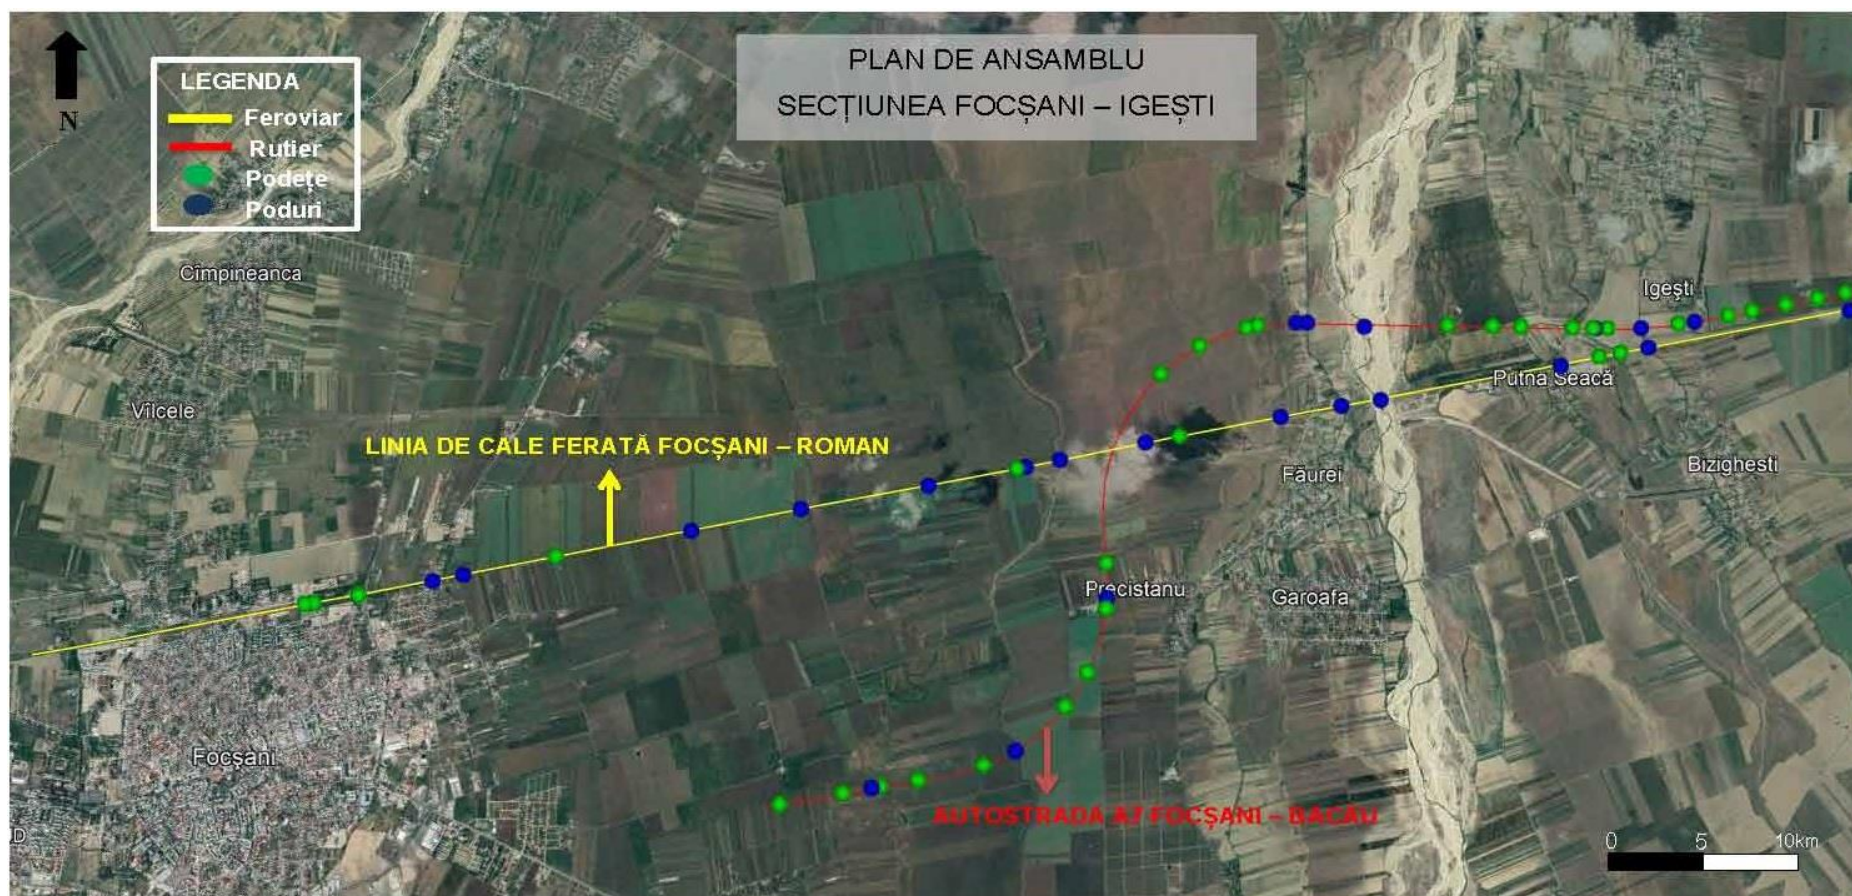 PLAN DE ANSAMBLU
SECȚIUNEA FOCȘANI – IGEȘTI
N
LEGENDA
Feroviar
Rutier
Podețe
Poduri
Cîmpineanca
Igești
Vîlcele
Putna Seacă
LINIA DE CALE FERATĂ FOCȘANI – ROMAN
Făurei
Bizighesti
Precistanu
Garoafa
Focșani
AUTOSTRADA A7 FOCȘANI – BACĂU
D
0 5 10km